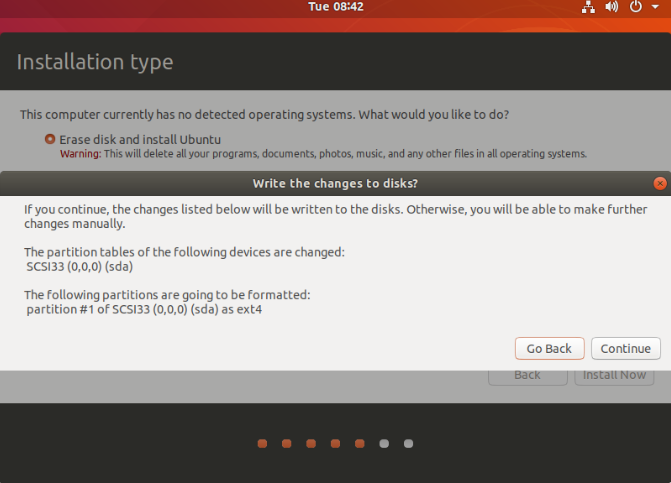 Tue 08:42
Installation type
This computer currently has no detected operating systems. What would you like to do?
Erase disk and install Ubuntu
Warning: This will delete all your programs, documents, photos, music, and any other files in all operating systems.
Write the changes to disks?
If you continue, the changes listed below will be written to the disks. Otherwise, you will be able to make further
changes manually.
The partition tables of the following devices are changed:
SCSI33 (0,0,0) (sda)
The following partitions are going to be formatted:
partition #1 of SCSI33 (0,0,0) (sda) as ext4
Go Back Continue
Back Install Now